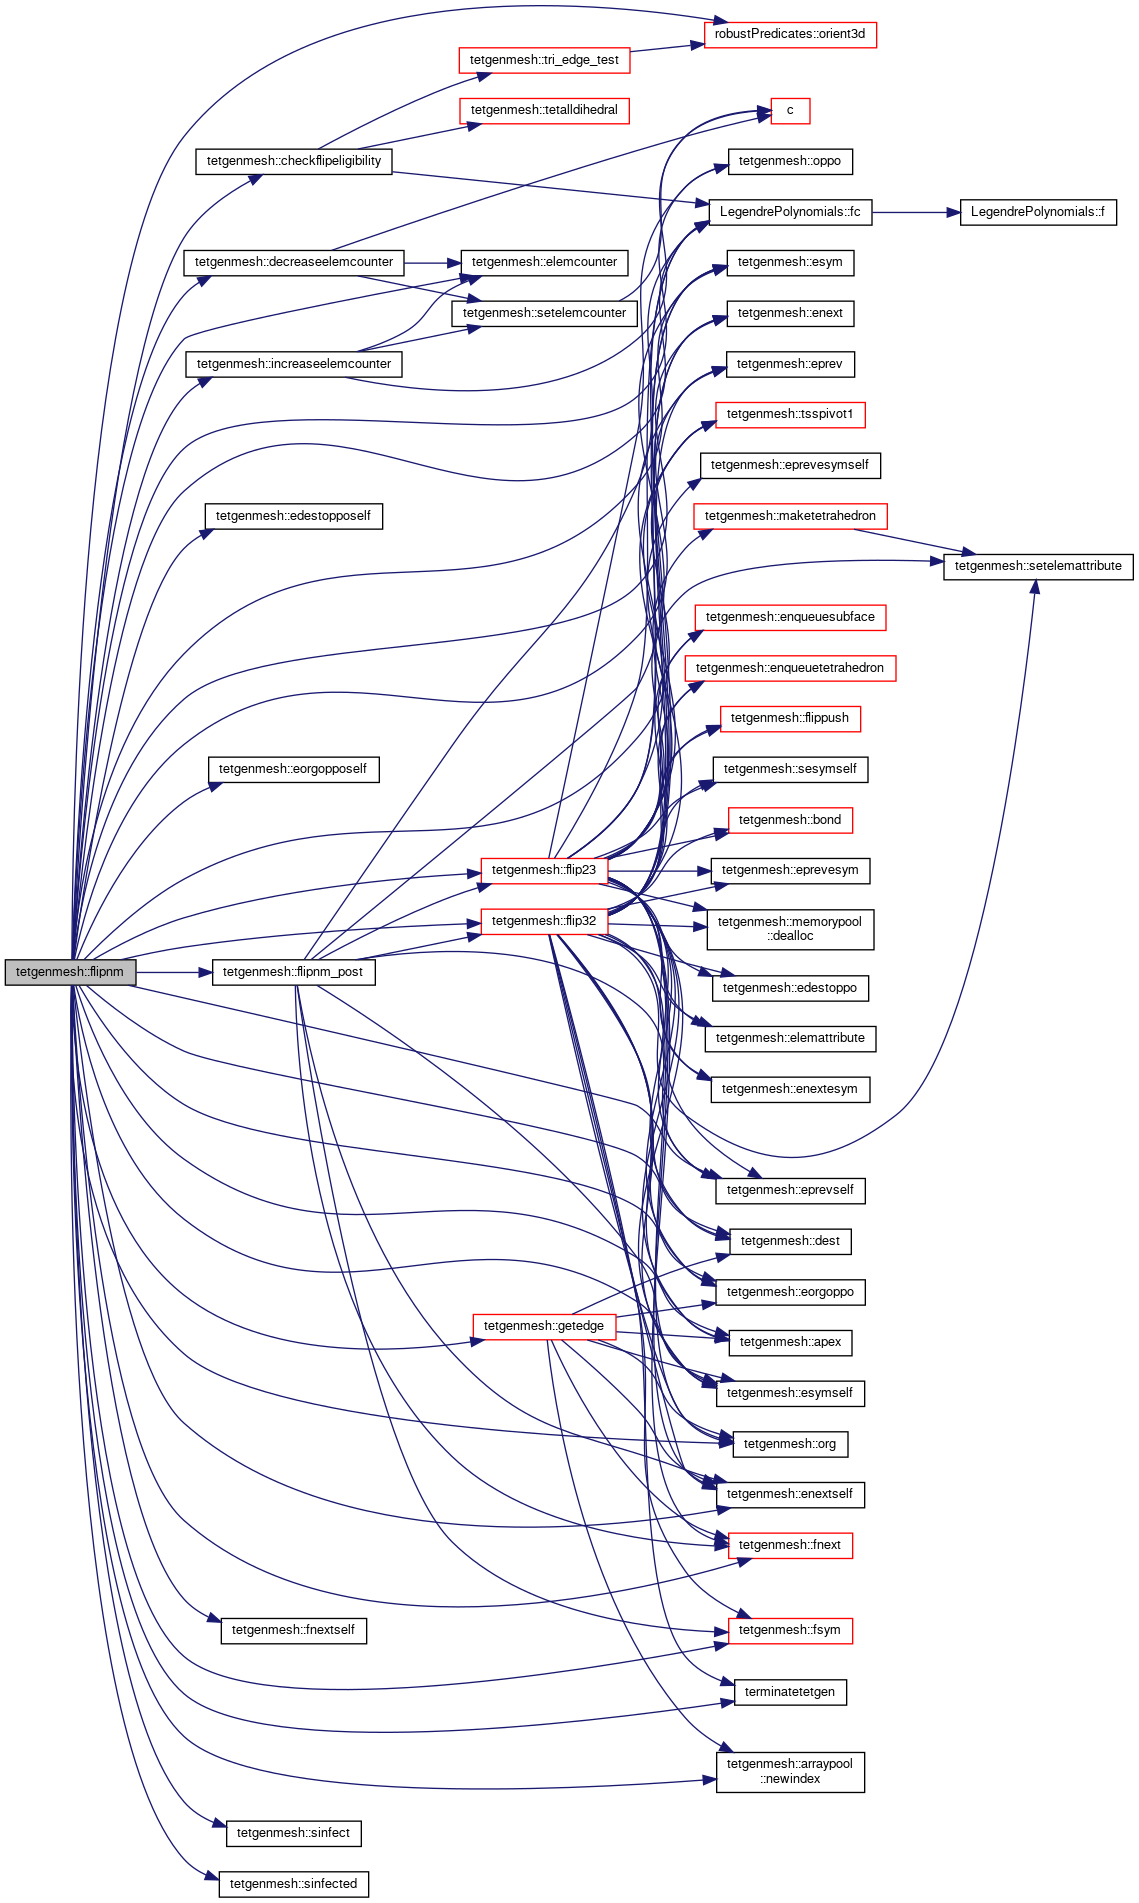 robustPredicates::orient3d
tetgenmesh::tri_edge_test
tetgenmesh::tetalldihedral
c
tetgenmesh::checkflipeligibility
tetgenmesh::oppo
LegendrePolynomials::fc
LegendrePolynomials::f
tetgenmesh::decreaseelemcounter
tetgenmesh::elemcounter
tetgenmesh::esym
tetgenmesh::setelemcounter
tetgenmesh::enext
tetgenmesh::increaseelemcounter
tetgenmesh::eprev
tetgenmesh::tsspivot1
tetgenmesh::eprevesymself
tetgenmesh::edestoppoself
tetgenmesh::maketetrahedron
tetgenmesh::setelemattribute
tetgenmesh::enqueuesubface
tetgenmesh::enqueuetetrahedron
tetgenmesh::flippush
tetgenmesh::eorgoppoself
tetgenmesh::sesymself
tetgenmesh::bond
tetgenmesh::flip23
tetgenmesh::eprevesym
tetgenmesh::flip32
tetgenmesh::memorypool
::dealloc
tetgenmesh::flipnm
tetgenmesh::flipnm_post
tetgenmesh::edestoppo
tetgenmesh::elemattribute
tetgenmesh::enextesym
tetgenmesh::eprevself
tetgenmesh::dest
tetgenmesh::eorgoppo
tetgenmesh::getedge
tetgenmesh::apex
tetgenmesh::esymself
tetgenmesh::org
tetgenmesh::enextself
tetgenmesh::fnext
tetgenmesh::fnextself
tetgenmesh::fsym
terminatetetgen
tetgenmesh::arraypool
::newindex
tetgenmesh::sinfect
tetgenmesh::sinfected